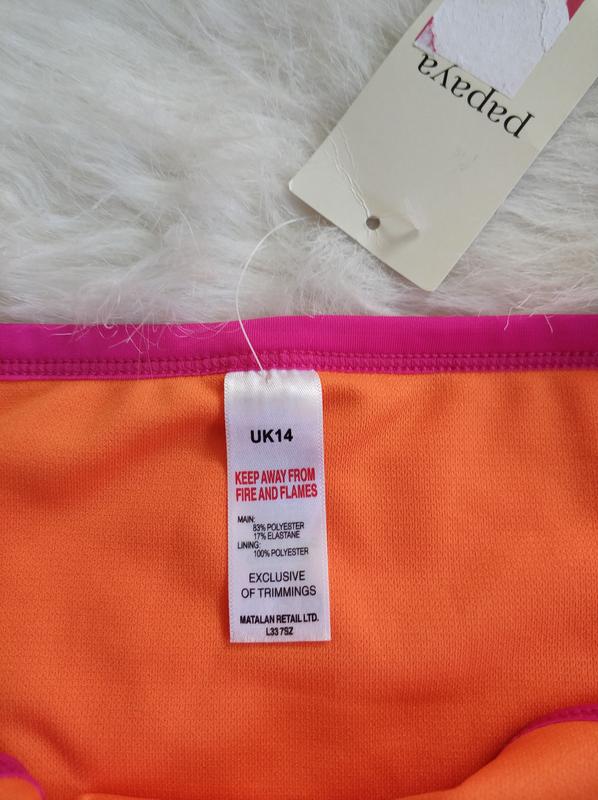 papaya
UK14
KEEP AWAY FROM
FIRE AND FLAMES
MAIN:
83% POLYESTER
17% ELASTANE
LINING:
100% POLYESTER
EXCLUSIVE
OF TRIMMINGS
MATALAN RETAIL LTD.
L33 7SZ